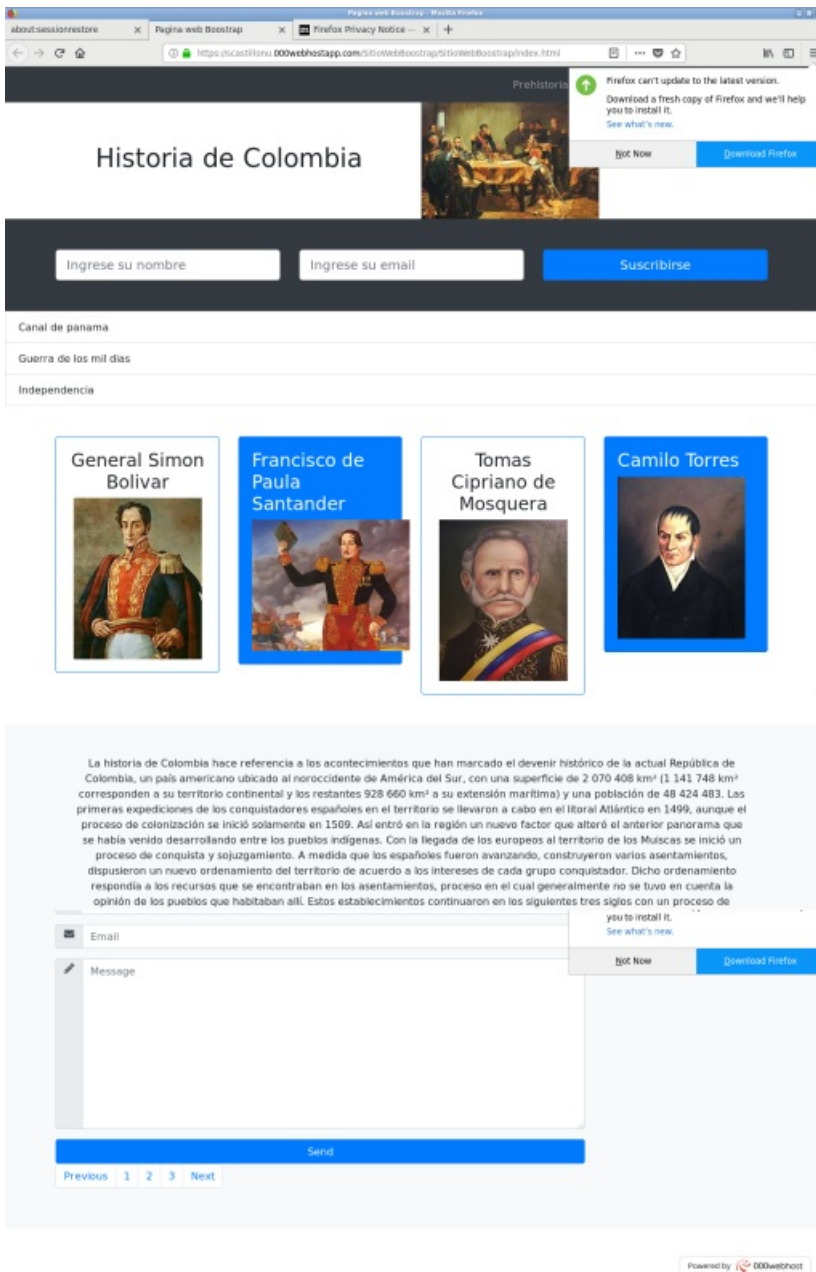 Pagina web Boostrap - Mozilla Firefox
about:sessionrestore × Pagina web Boostrap × Firefox Privacy Notice — × +
https://scastillonu.000webhostapp.com/SitioWebBoostrap/SitioWebBoostrap/index.html
Prehistoria
Firefox can't update to the latest version.
Download a fresh copy of Firefox and we'll help
you to install it.
See what's new.
Not Now Download Firefox
Historia de Colombia
Ingrese su nombre Ingrese su email Suscribirse
Canal de panama
Guerra de los mil dias
Independencia
General Simon
Bolivar
Francisco de
Paula
Santander
Tomas
Cipriano de
Mosquera
Camilo Torres
La historia de Colombia hace referencia a los acontecimientos que han marcado el devenir histórico de la actual República de
Colombia, un país americano ubicado al noroccidente de América del Sur, con una superficie de 2 070 408 km² (1 141 748 km²
corresponden a su territorio continental y los restantes 928 660 km² a su extensión marítima) y una población de 48 424 483. Las
primeras expediciones de los conquistadores españoles en el territorio se llevaron a cabo en el litoral Atlántico en 1499, aunque el
proceso de colonización se inició solamente en 1509. Así entró en la región un nuevo factor que alteró el anterior panorama que
se había venido desarrollando entre los pueblos indígenas. Con la llegada de los europeos al territorio de los Muiscas se inició un
proceso de conquista y sojuzgamiento. A medida que los españoles fueron avanzando, construyeron varios asentamientos,
dispusieron un nuevo ordenamiento del territorio de acuerdo a los intereses de cada grupo conquistador. Dicho ordenamiento
respondía a los recursos que se encontraban en los asentamientos, proceso en el cual generalmente no se tuvo en cuenta la
opinión de los pueblos que habitaban allí. Estos establecimientos continuaron en los siguientes tres siglos con un proceso de
you to install it.
See what's new.
Not Now Download Firefox
Email
Message
Send
Previous 1 2 3 Next
Powered by 000webhost